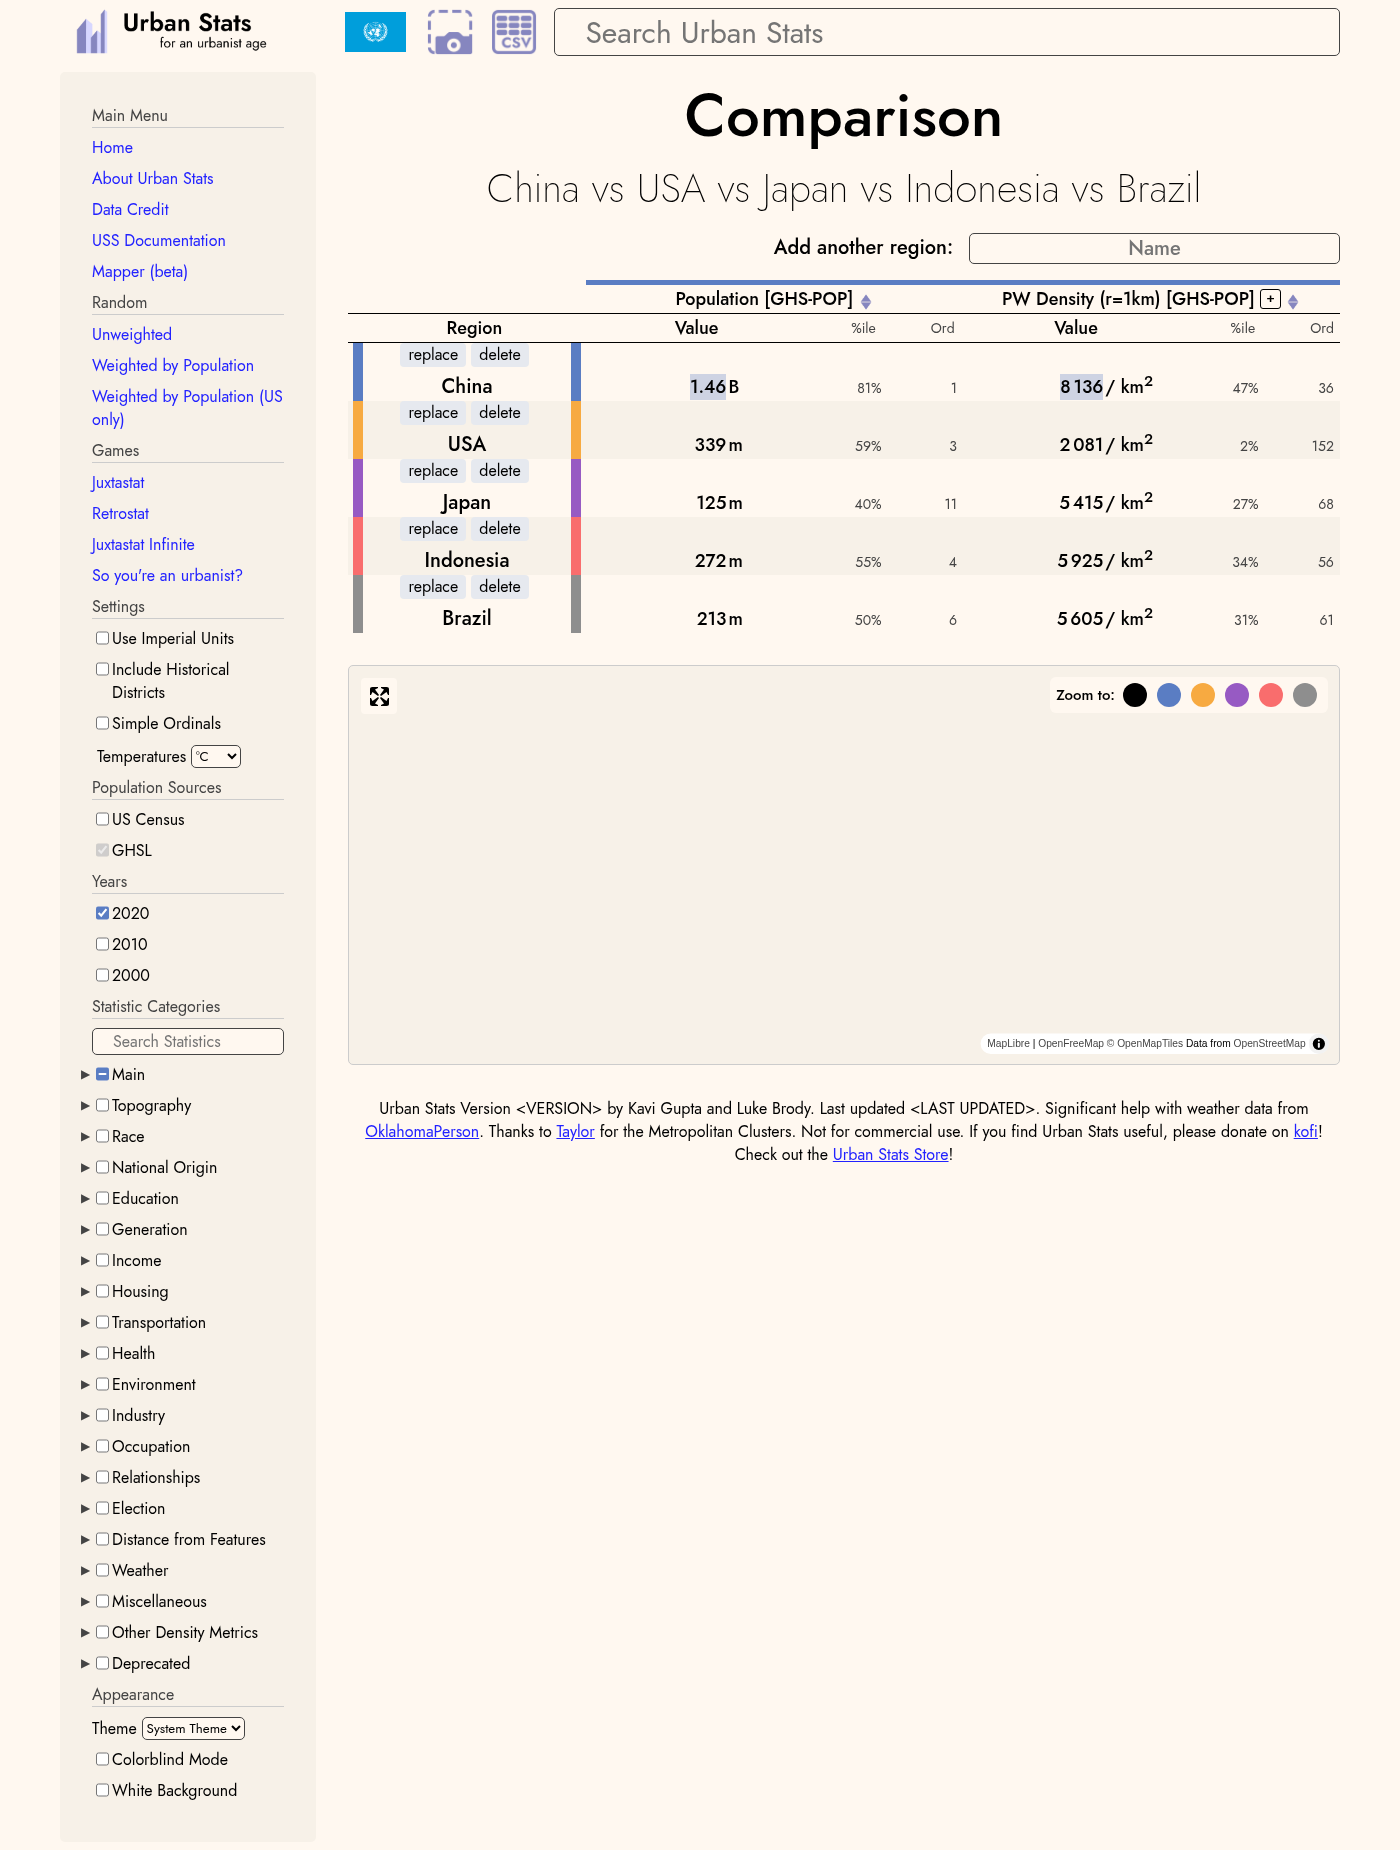 Urban Stats
for an urbanist age
CSV
Search Urban Stats
Main Menu
Home
About Urban Stats
Data Credit
USS Documentation
Mapper (beta)
Random
Unweighted
Weighted by Population
Weighted by Population (US
only)
Games
Juxtastat
Retrostat
Juxtastat Infinite
So you're an urbanist?
Settings
Use Imperial Units
Include Historical
Districts
Simple Ordinals
Temperatures °C
Population Sources
US Census
GHSL
Years
2020
2010
2000
Statistic Categories
Search Statistics
Main
Topography
Race
National Origin
Education
Generation
Income
Housing
Transportation
Health
Environment
Industry
Occupation
Relationships
Election
Distance from Features
Weather
Miscellaneous
Other Density Metrics
Deprecated
Appearance
Theme System Theme
Colorblind Mode
White Background
Comparison
China vs USA vs Japan vs Indonesia vs Brazil
Add another region: Name
Population [GHS-POP] PW Density (r=1km) [GHS-POP] +
Region Value %ile Ord Value %ile Ord
replace delete
China 1.46 B 81% 1 8 136 / km² 47% 36
replace delete
USA 339 m 59% 3 2 081 / km² 2% 152
replace delete
Japan 125 m 40% 11 5 415 / km² 27% 68
replace delete
Indonesia 272 m 55% 4 5 925 / km² 34% 56
replace delete
Brazil 213 m 50% 6 5 605 / km² 31% 61
Zoom to:
MapLibre | OpenFreeMap © OpenMapTiles Data from OpenStreetMap
Urban Stats Version <VERSION> by Kavi Gupta and Luke Brody. Last updated <LAST UPDATED>. Significant help with weather data from
OklahomaPerson. Thanks to Taylor for the Metropolitan Clusters. Not for commercial use. If you find Urban Stats useful, please donate on kofi!
Check out the Urban Stats Store!